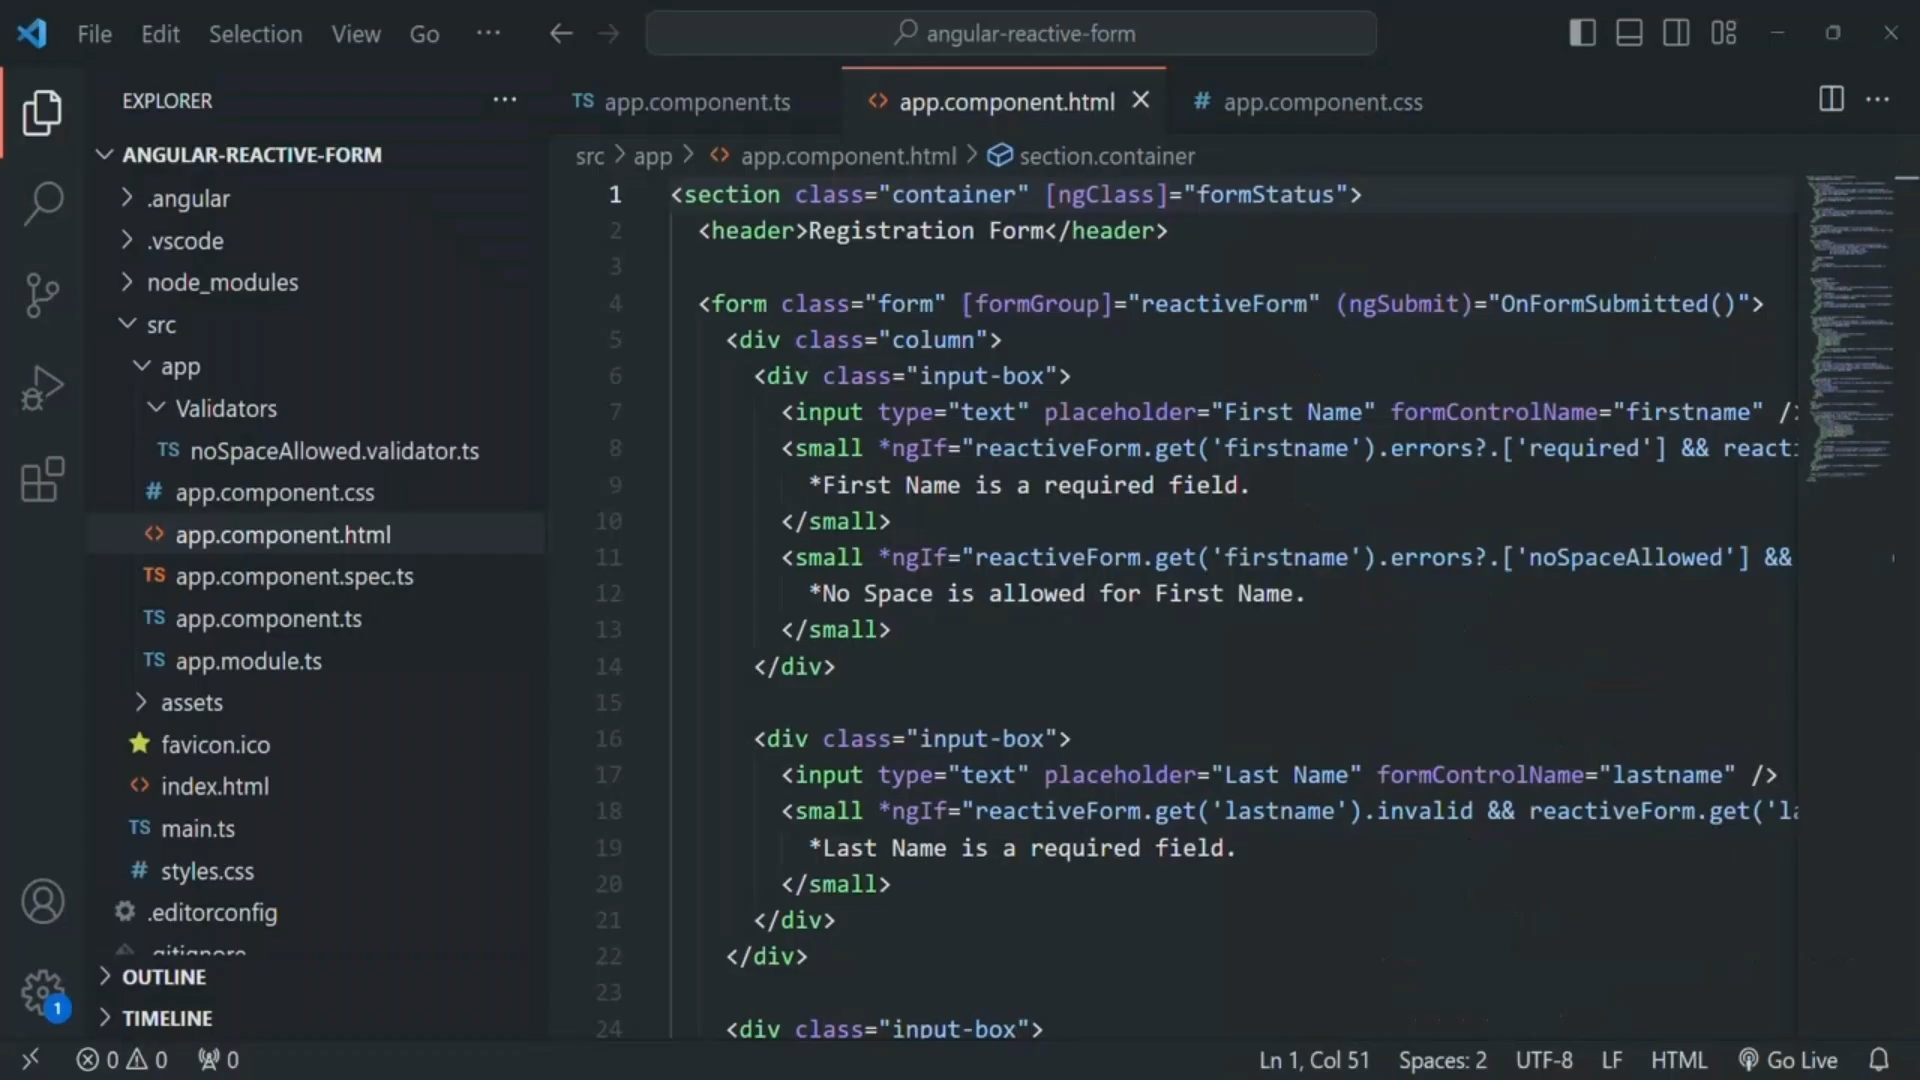 File Edit Selection View Go ··· angular-reactive-form
EXPLORER ···
ANGULAR-REACTIVE-FORM
.angular
.vscode
node_modules
src
app
Validators
TS noSpaceAllowed.validator.ts
# app.component.css
<> app.component.html
TS app.component.spec.ts
TS app.component.ts
TS app.module.ts
assets
favicon.ico
<> index.html
TS main.ts
# styles.css
.editorconfig
.gitignore
OUTLINE
TIMELINE
TS app.component.ts <> app.component.html # app.component.css
src > app > <> app.component.html > section.container
1 <section class="container" [ngClass]="formStatus">
2 <header>Registration Form</header>
3
4 <form class="form" [formGroup]="reactiveForm" (ngSubmit)="OnFormSubmitted()">
5 <div class="column">
6 <div class="input-box">
7 <input type="text" placeholder="First Name" formControlName="firstname" />
8 <small *ngIf="reactiveForm.get('firstname').errors?.['required'] && reacti
9 *First Name is a required field.
10 </small>
11 <small *ngIf="reactiveForm.get('firstname').errors?.['noSpaceAllowed'] &&
12 *No Space is allowed for First Name.
13 </small>
14 </div>
15
16 <div class="input-box">
17 <input type="text" placeholder="Last Name" formControlName="lastname" />
18 <small *ngIf="reactiveForm.get('lastname').invalid && reactiveForm.get('la
19 *Last Name is a required field.
20 </small>
21 </div>
22 </div>
23
24 <div class="input-box">
1
0 0 0 Ln 1, Col 51 Spaces: 2 UTF-8 LF HTML Go Live